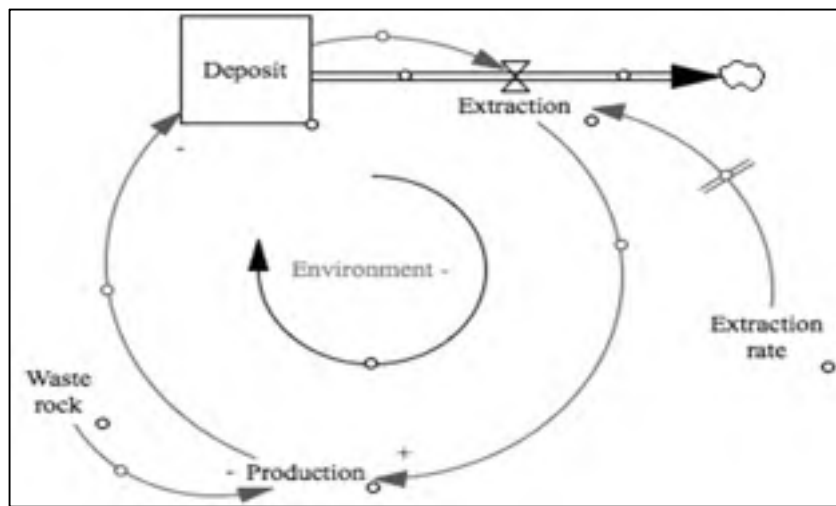 Deposit
Extraction
-
Environment -
Extraction
rate
Waste
rock
+
- Production